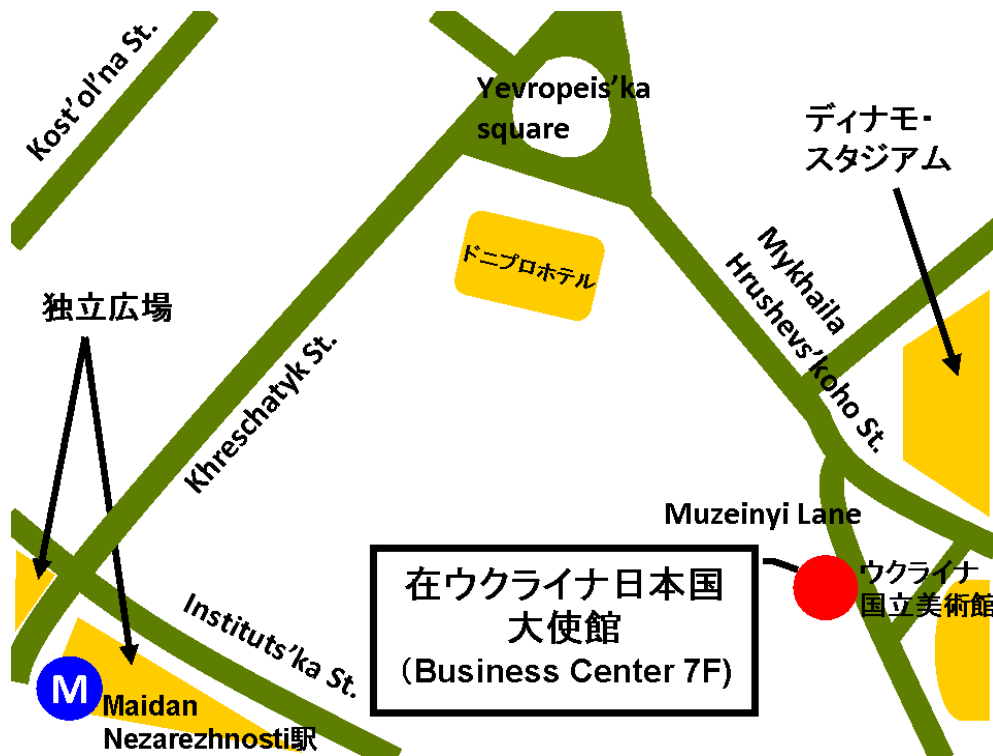 Kost'ol'na St.
Yevropeis'ka
square
ディナモ・
スタジアム
ドニプロホテル
Mykhaila
Hrushevs'koho St.
独立広場
Khreschatyk St.
Muzeinyi Lane
在ウクライナ日本国
大使館
（Business Center 7F)
ウクライナ
国立美術館
Instituts'ka St.
M
Maidan
Nezarezhnosti駅